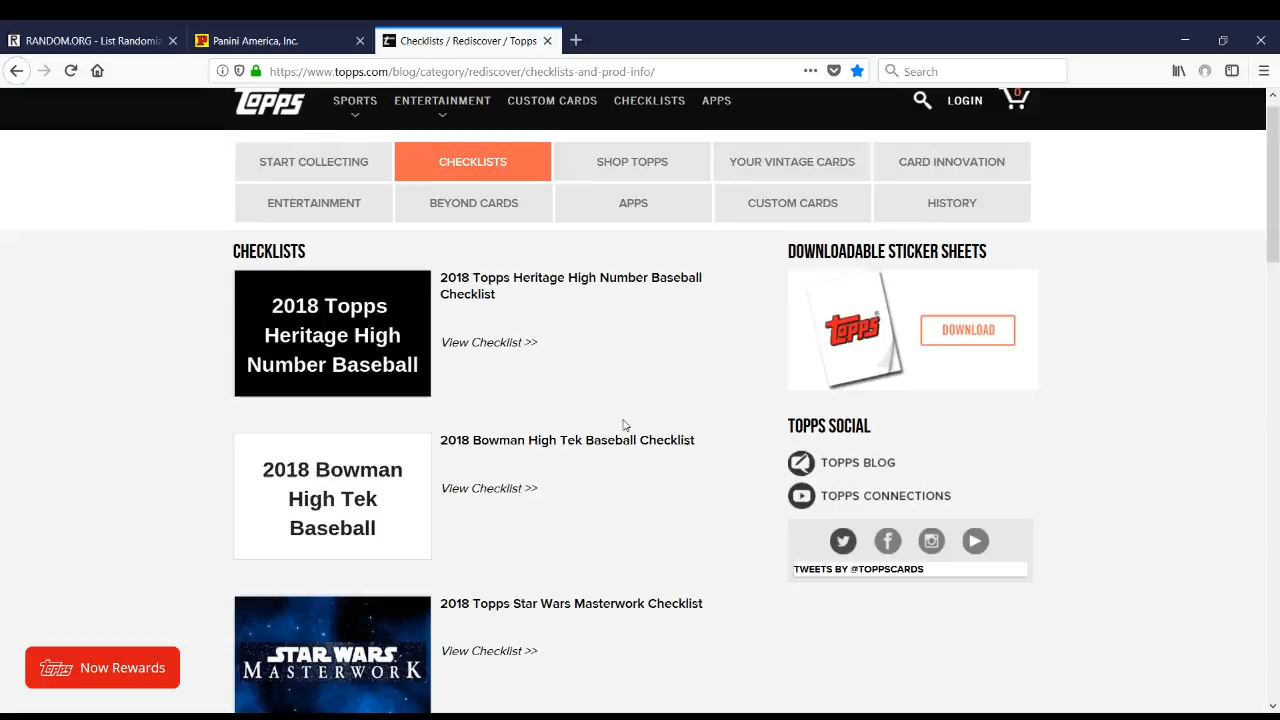 RANDOM.ORG - List Randomiz
Panini America, Inc.
Checklists / Rediscover / Topps
https://www.topps.com/blog/category/rediscover/checklists-and-prod-info/
Search
Topps
SPORTS
ENTERTAINMENT
CUSTOM CARDS
CHECKLISTS
APPS
LOGIN
0
START COLLECTING
CHECKLISTS
SHOP TOPPS
YOUR VINTAGE CARDS
CARD INNOVATION
ENTERTAINMENT
BEYOND CARDS
APPS
CUSTOM CARDS
HISTORY
CHECKLISTS
2018 Topps
Heritage High
Number Baseball
2018 Topps Heritage High Number Baseball
Checklist
View Checklist >>
2018 Bowman
High Tek
Baseball
2018 Bowman High Tek Baseball Checklist
View Checklist >>
STAR WARS
MASTERWORK
2018 Topps Star Wars Masterwork Checklist
View Checklist >>
DOWNLOADABLE STICKER SHEETS
Topps
DOWNLOAD
TOPPS SOCIAL
TOPPS BLOG
TOPPS CONNECTIONS
TWEETS BY @TOPPSCARDS
Topps Now Rewards